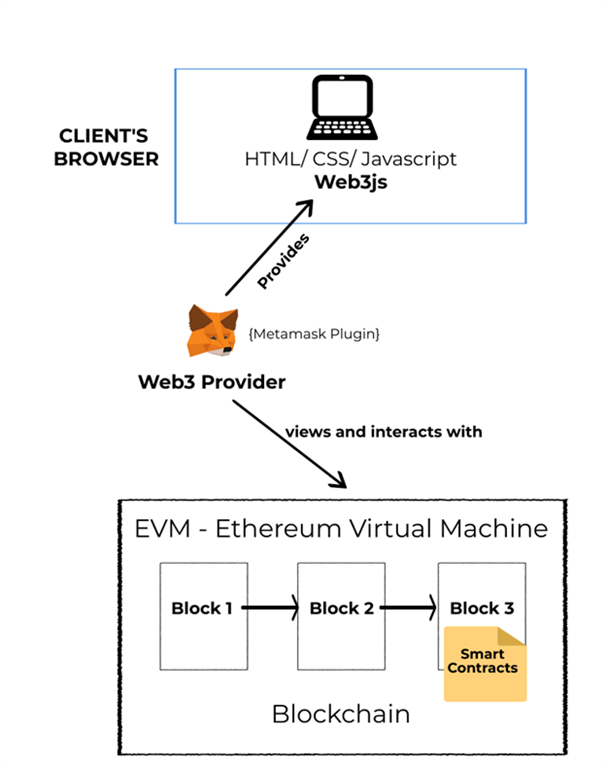 CLIENT'S
BROWSER
HTML/ CSS/ Javascript
Web3js
Provides
{Metamask Plugin}
Web3 Provider
views and interacts with
EVM - Ethereum Virtual Machine
Block 1
Block 2
Block 3
Smart
Contracts
Blockchain